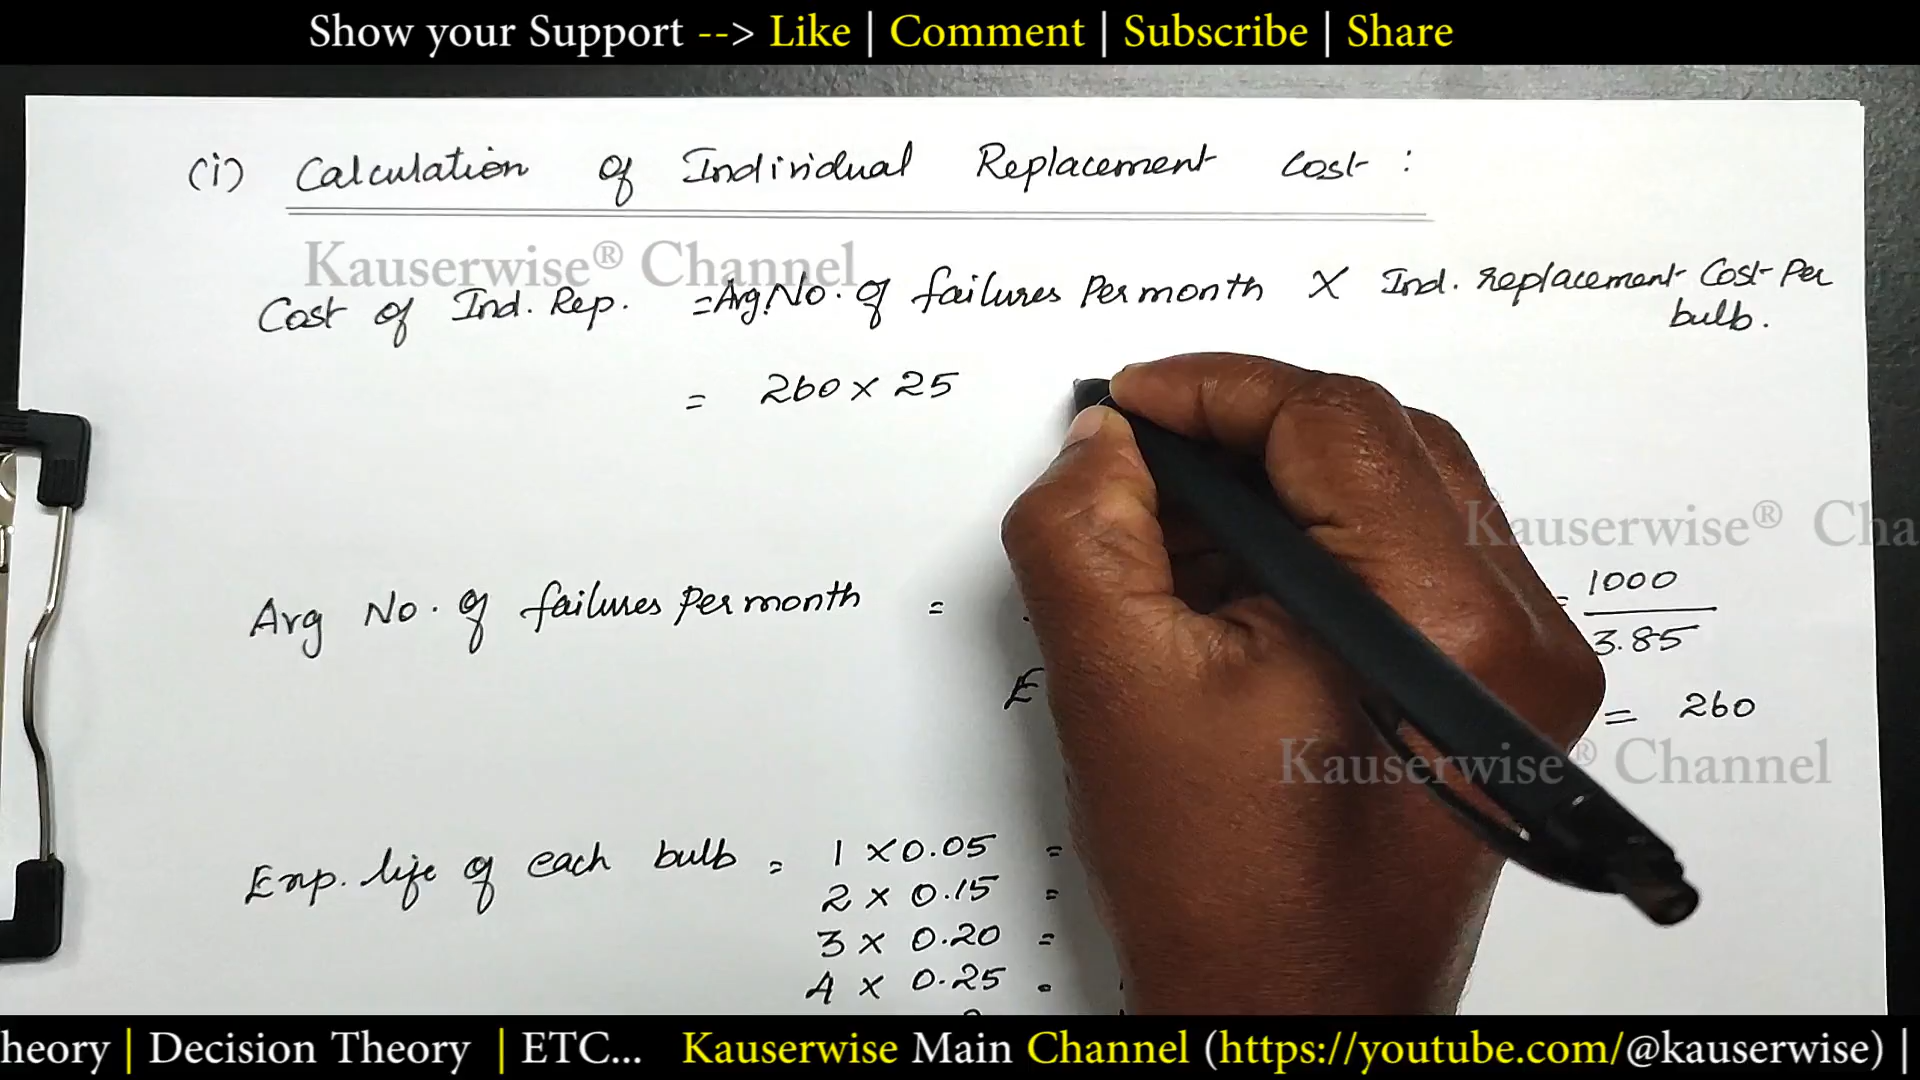 Show your Support --> Like | Comment | Subscribe | Share
(i) Calculation of Individual Replacement Cost :
Kauserwise® Channel
Cost of Ind. Rep. = Avg. No. of failures Per month X Ind. replacement Cost Per bulb.
= 260 x 25
Kauserwise® Cha
Avg No. of failures Per month = = 1000
3.85
E
= 260
Kauserwise® Channel
Exp. life of each bulb = 1 x 0.05 =
2 x 0.15 =
3 x 0.20 =
4 x 0.25 =
heory | Decision Theory | ETC... Kauserwise Main Channel (https://youtube.com/@kauserwise) |